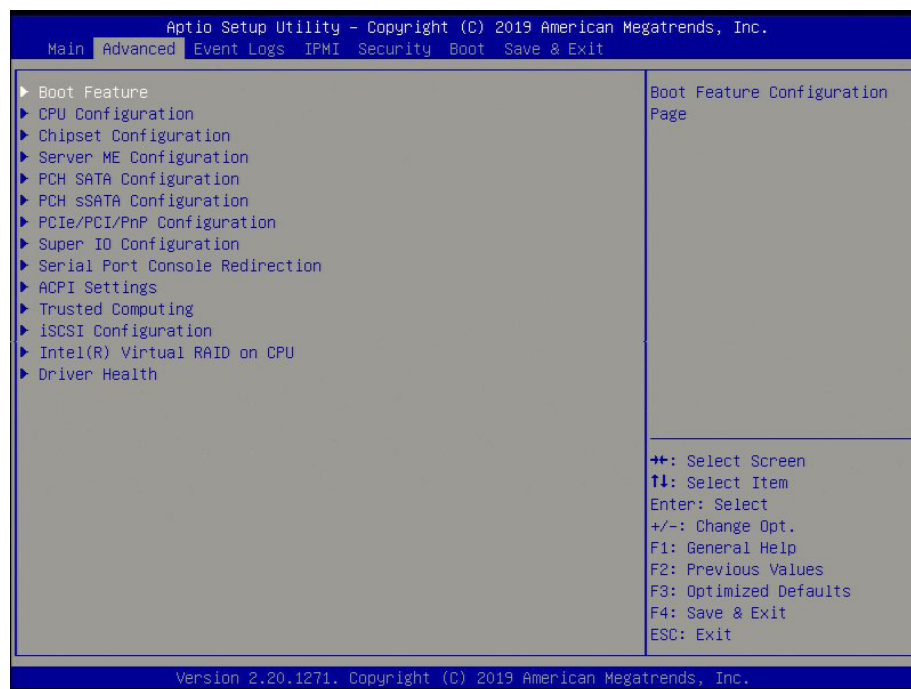 Aptio Setup Utility – Copyright (C) 2019 American Megatrends, Inc.
Main Advanced Event Logs IPMI Security Boot Save & Exit
▶ Boot Feature
▶ CPU Configuration
▶ Chipset Configuration
▶ Server ME Configuration
▶ PCH SATA Configuration
▶ PCH sSATA Configuration
▶ PCIe/PCI/PnP Configuration
▶ Super IO Configuration
▶ Serial Port Console Redirection
▶ ACPI Settings
▶ Trusted Computing
▶ iSCSI Configuration
▶ Intel(R) Virtual RAID on CPU
▶ Driver Health
Boot Feature Configuration
Page
→←: Select Screen
↑↓: Select Item
Enter: Select
+/-: Change Opt.
F1: General Help
F2: Previous Values
F3: Optimized Defaults
F4: Save & Exit
ESC: Exit
Version 2.20.1271. Copyright (C) 2019 American Megatrends, Inc.